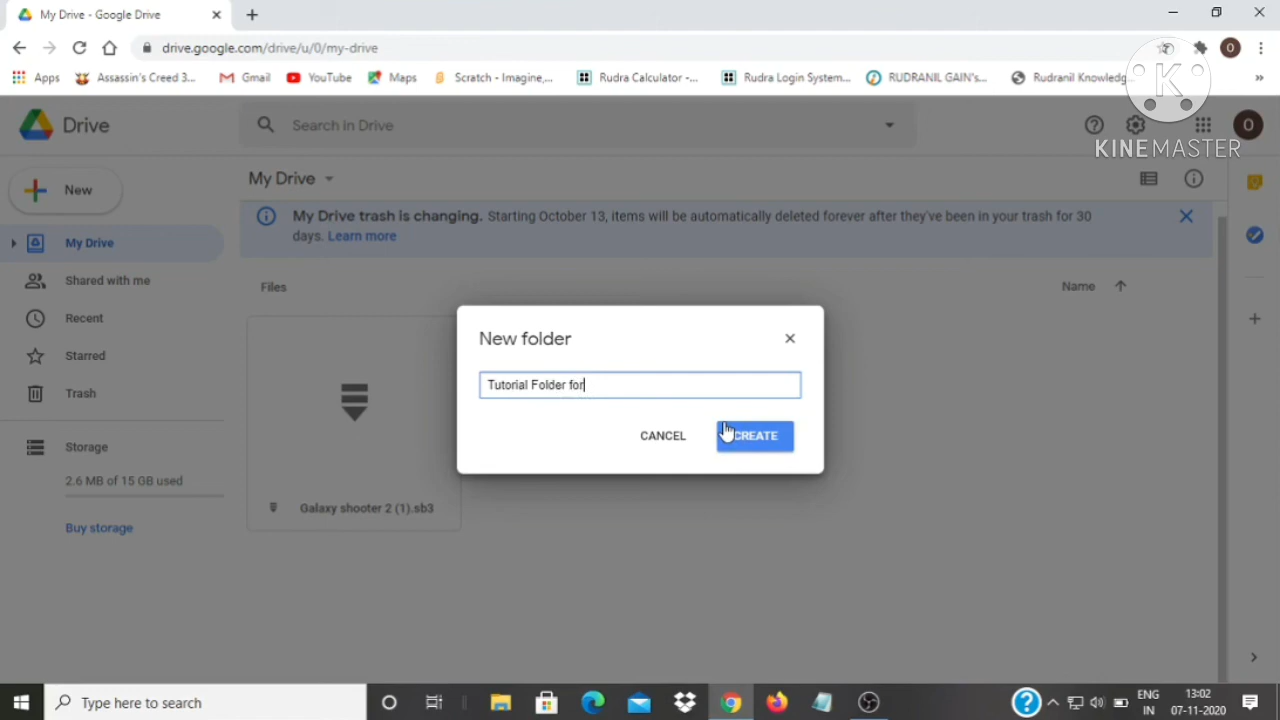 My Drive - Google Drive
drive.google.com/drive/u/0/my-drive
O
Apps
Assassin's Creed 3...
Gmail
YouTube
Maps
Scratch - Imagine,...
Rudra Calculator -...
Rudra Login System...
RUDRANIL GAIN's...
Rudranil Knowledg...
»
K
KINEMASTER
Drive
Search in Drive
O
New
My Drive
My Drive trash is changing. Starting October 13, items will be automatically deleted forever after they've been in your trash for 30
days. Learn more
My Drive
Shared with me
Recent
Starred
Trash
Storage
2.6 MB of 15 GB used
Buy storage
Files
Name
New folder
Tutorial Folder for
CANCEL
CREATE
Galaxy shooter 2 (1).sb3
Type here to search
ENG
IN
13:02
07-11-2020